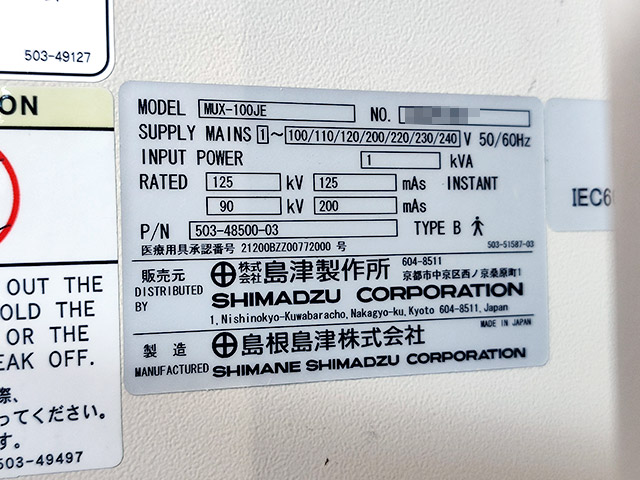 503-49127
ON
MODEL MUX-100JE NO.
SUPPLY MAINS 1~100/110/120/200/220/230/240 V 50/60Hz
INPUT POWER 1 kVA
RATED 125 kV 125 mAs INSTANT
90 kV 200 mAs
P/N 503-48500-03 TYPE B
医療用具承認番号 21200BZZ00772000 号 503-51587-03
販売元 株式会社 島津製作所 604-8511 京都市中京区西ノ京桑原町1
DISTRIBUTED BY SHIMADZU CORPORATION
1, Nishinokyo-Kuwabaracho, Nakagyo-ku, Kyoto 604-8511, Japan
MADE IN JAPAN
製造 島根島津株式会社
MANUFACTURED SHIMANE SHIMADZU CORPORATION
IEC6
OUT THE
OLD THE
OR THE
EAK OFF.
際、
ってください。
す。
503-49497